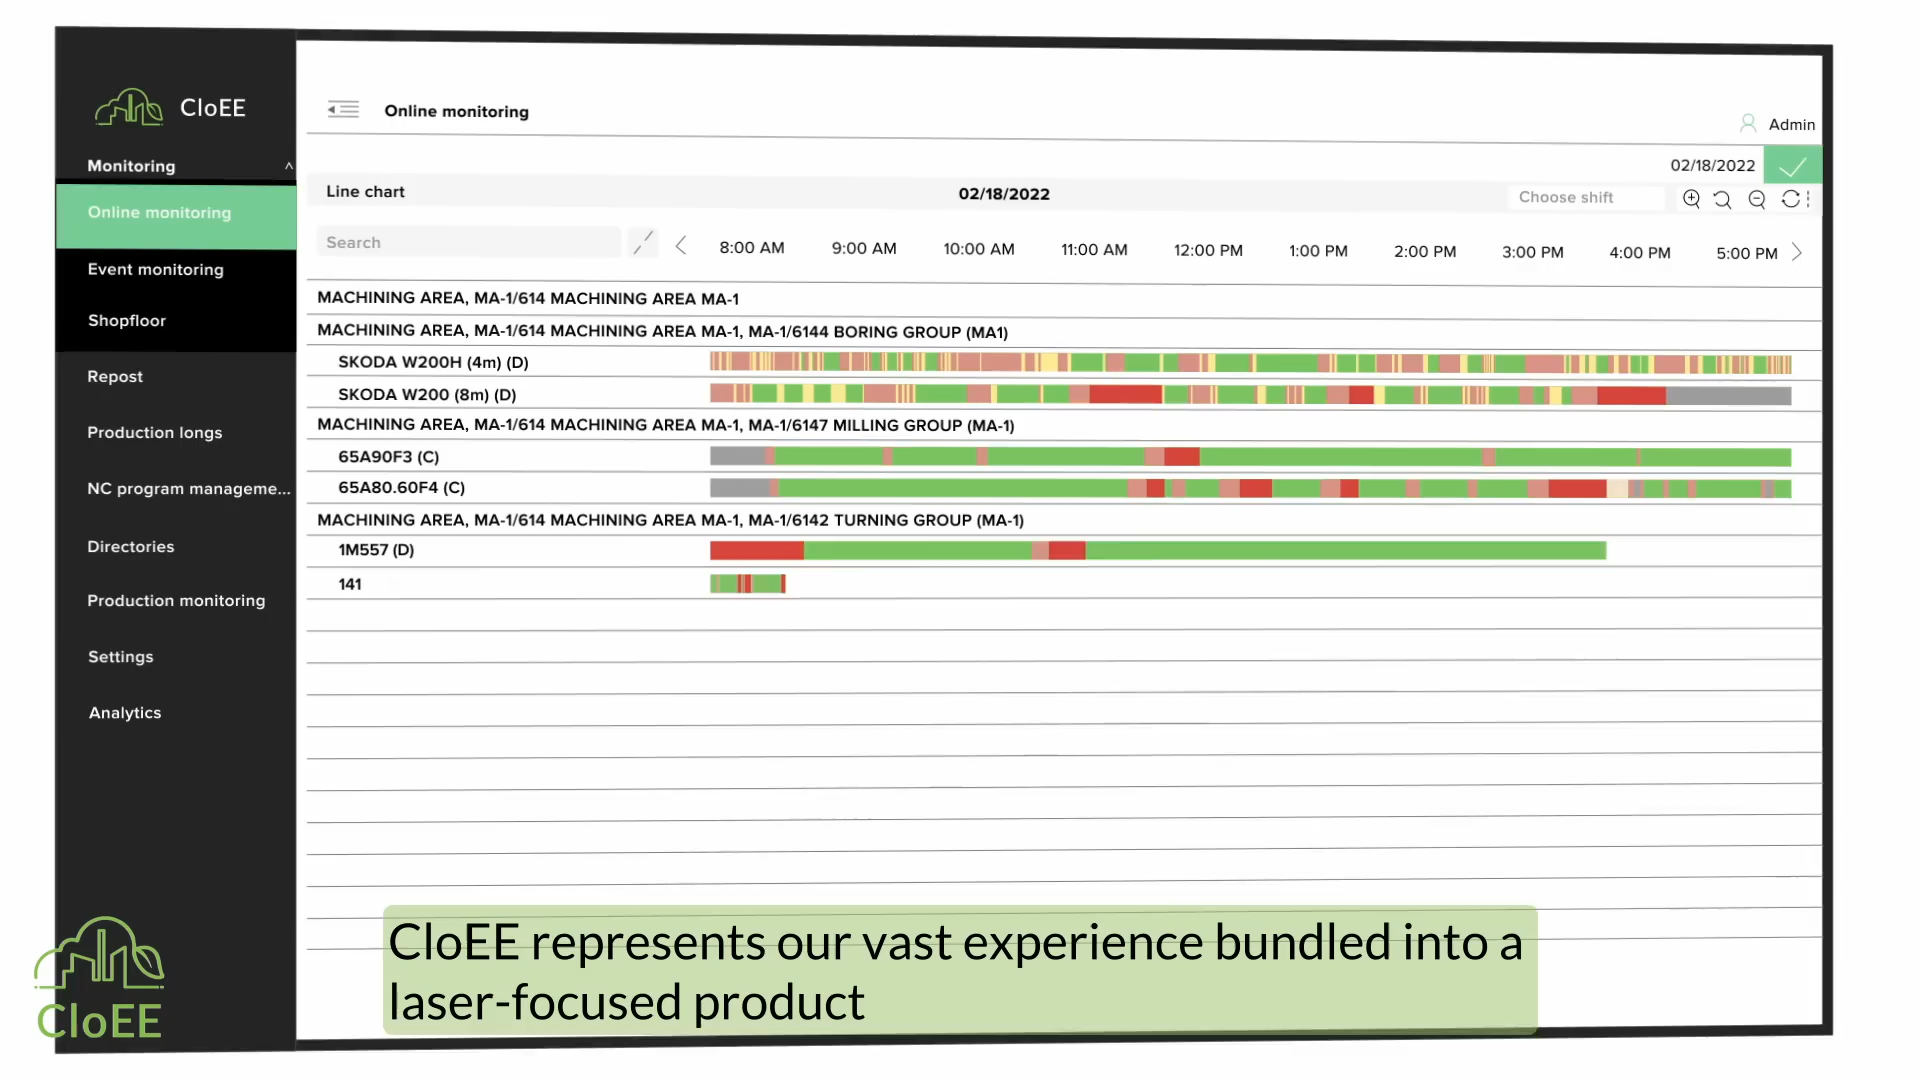 CloEE
Online monitoring
Admin
Monitoring
02/18/2022
Line chart
02/18/2022
Choose shift
Online monitoring
Search
8:00 AM 9:00 AM 10:00 AM 11:00 AM 12:00 PM 1:00 PM 2:00 PM 3:00 PM 4:00 PM 5:00 PM
Event monitoring
Shopfloor
Repost
Production longs
NC program manageme...
Directories
Production monitoring
Settings
Analytics
MACHINING AREA, MA-1/614 MACHINING AREA MA-1
MACHINING AREA, MA-1/614 MACHINING AREA MA-1, MA-1/6144 BORING GROUP (MA1)
SKODA W200H (4m) (D)
SKODA W200 (8m) (D)
MACHINING AREA, MA-1/614 MACHINING AREA MA-1, MA-1/6147 MILLING GROUP (MA-1)
65A90F3 (C)
65A80.60F4 (C)
MACHINING AREA, MA-1/614 MACHINING AREA MA-1, MA-1/6142 TURNING GROUP (MA-1)
1M557 (D)
141
CloEE represents our vast experience bundled into a
laser-focused product
CloEE